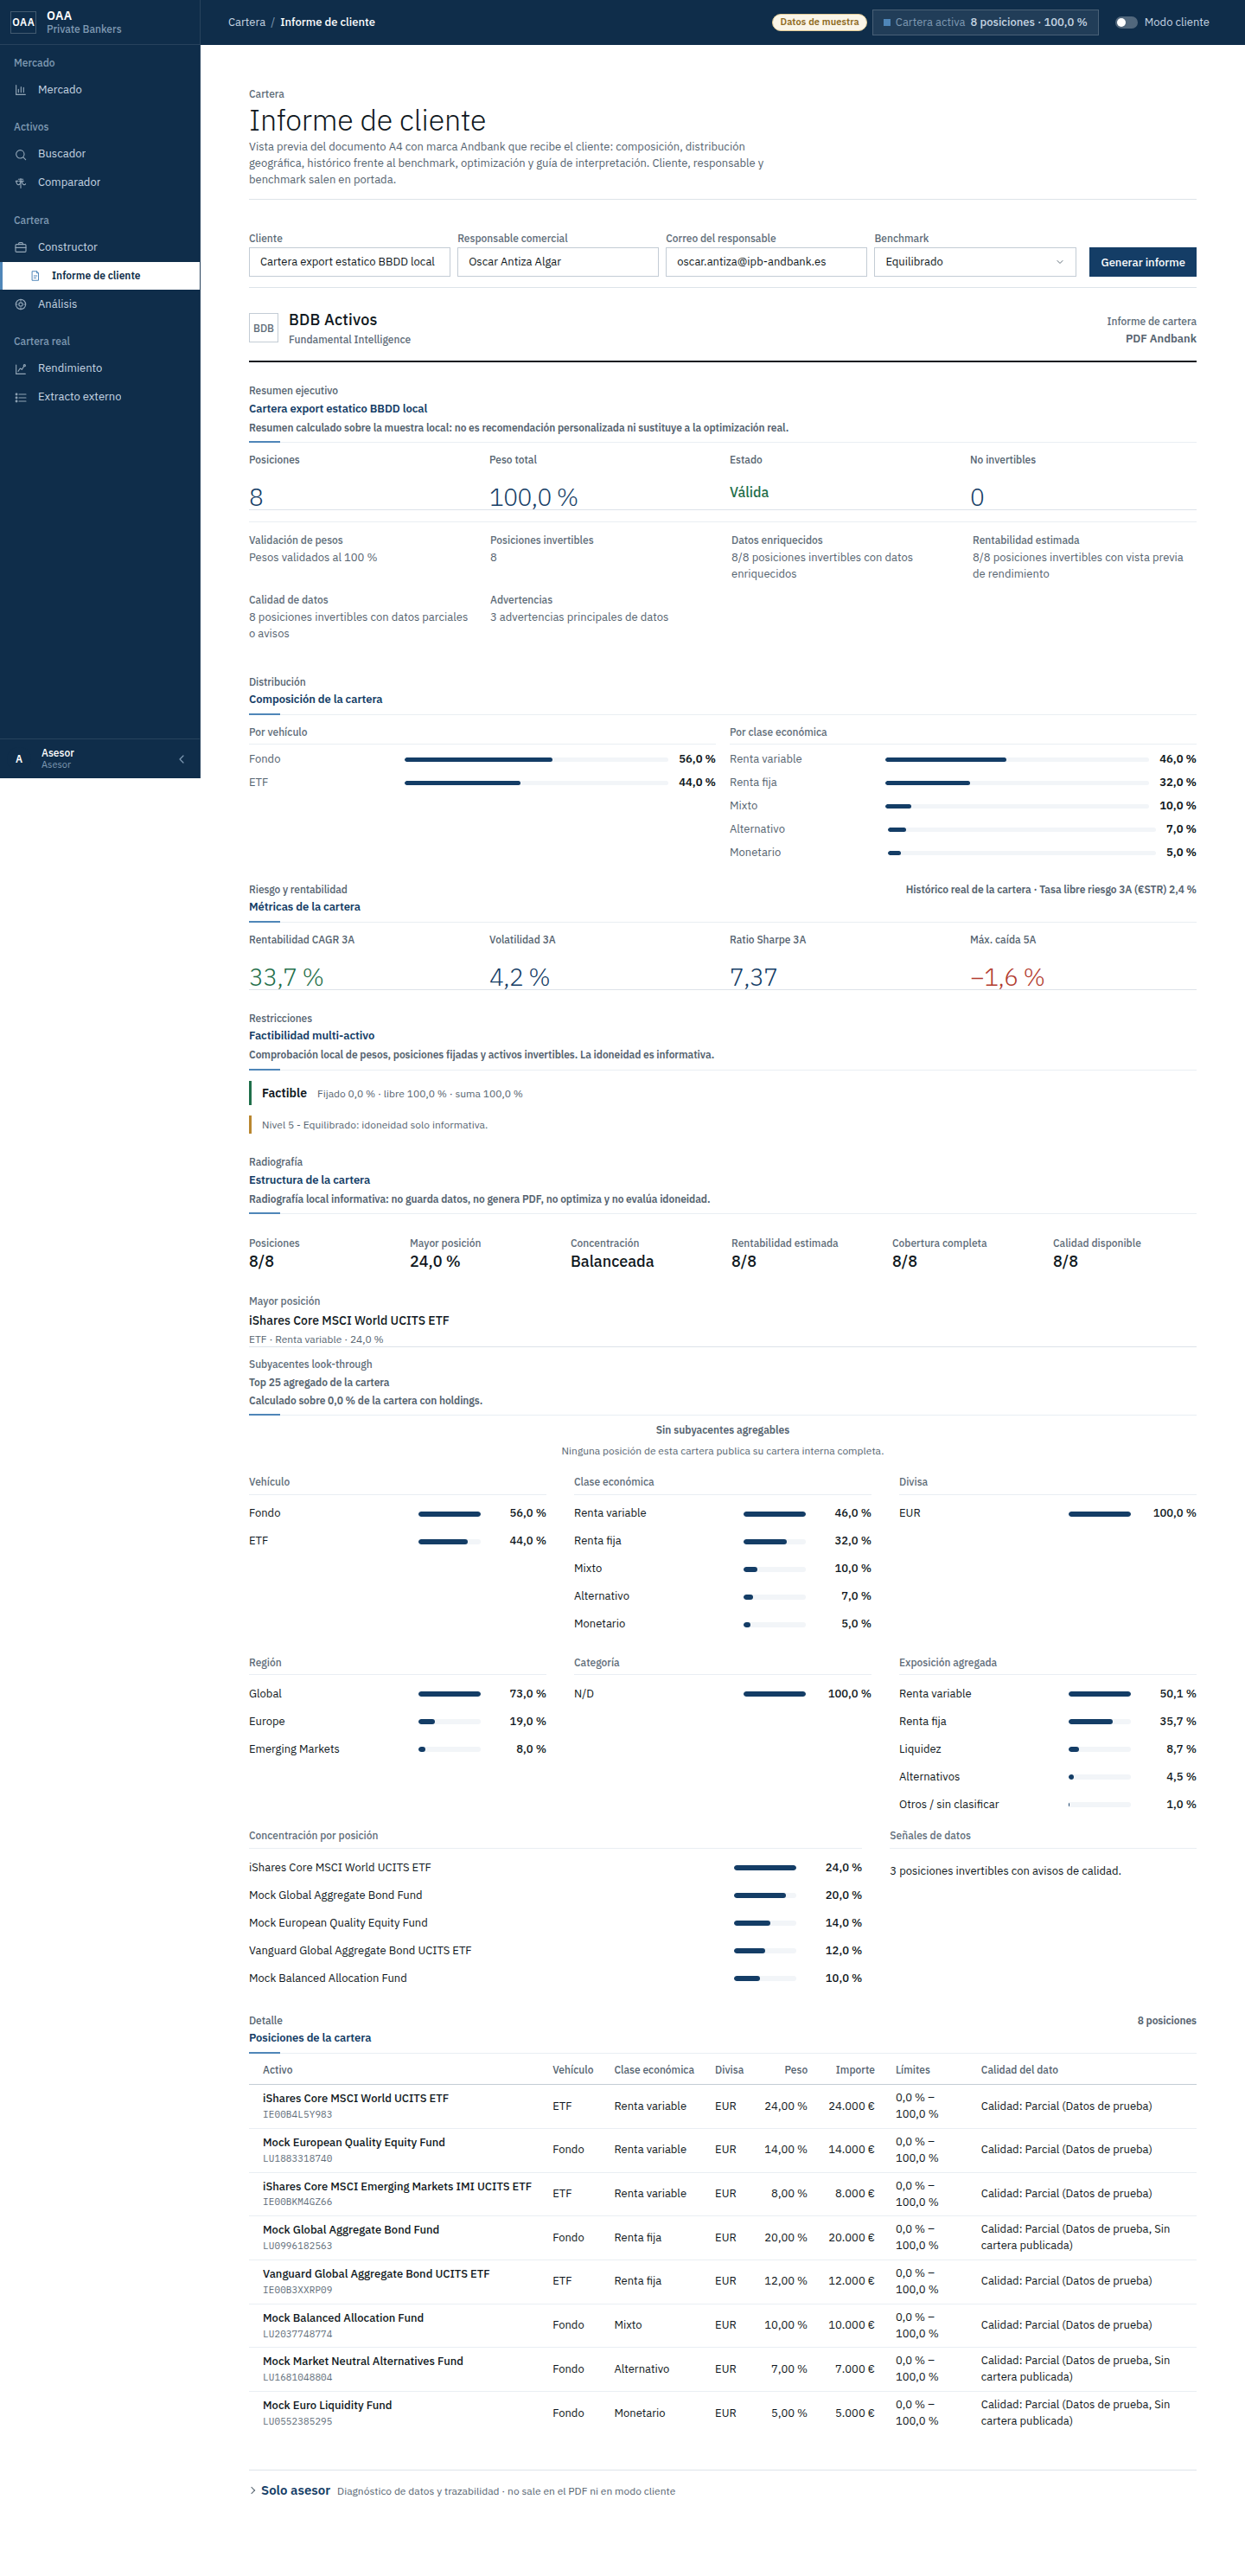 OAA
OAA
Private Bankers
Cartera / Informe de cliente
Datos de muestra
Cartera activa 8 posiciones · 100,0 %
Modo cliente
Mercado
Mercado
Activos
Buscador
Comparador
Cartera
Constructor
Informe de cliente
Análisis
Cartera real
Rendimiento
Extracto externo
A
Asesor
Asesor
Cartera
Informe de cliente
Vista previa del documento A4 con marca Andbank que recibe el cliente: composición, distribución
geográfica, histórico frente al benchmark, optimización y guía de interpretación. Cliente, responsable y
benchmark salen en portada.
Cliente
Responsable comercial
Correo del responsable
Benchmark
Cartera export estatico BBDD local
Oscar Antiza Algar
oscar.antiza@ipb-andbank.es
Equilibrado
Generar informe
BDB
BDB Activos
Fundamental Intelligence
Informe de cartera
PDF Andbank
Resumen ejecutivo
Cartera export estatico BBDD local
Resumen calculado sobre la muestra local: no es recomendación personalizada ni sustituye a la optimización real.
Posiciones
Peso total
Estado
No invertibles
8
100,0 %
Válida
0
Validación de pesos
Pesos validados al 100 %
Posiciones invertibles
8
Datos enriquecidos
8/8 posiciones invertibles con datos
enriquecidos
Rentabilidad estimada
8/8 posiciones invertibles con vista previa
de rendimiento
Calidad de datos
8 posiciones invertibles con datos parciales
o avisos
Advertencias
3 advertencias principales de datos
Distribución
Composición de la cartera
Por vehículo
Fondo 56,0 %
ETF 44,0 %
Por clase económica
Renta variable 46,0 %
Renta fija 32,0 %
Mixto 10,0 %
Alternativo 7,0 %
Monetario 5,0 %
Riesgo y rentabilidad
Histórico real de la cartera · Tasa libre riesgo 3A (€STR) 2,4 %
Métricas de la cartera
Rentabilidad CAGR 3A
Volatilidad 3A
Ratio Sharpe 3A
Máx. caída 5A
33,7 %
4,2 %
7,37
−1,6 %
Restricciones
Factibilidad multi-activo
Comprobación local de pesos, posiciones fijadas y activos invertibles. La idoneidad es informativa.
Factible Fijado 0,0 % · libre 100,0 % · suma 100,0 %
Nivel 5 - Equilibrado: idoneidad solo informativa.
Radiografía
Estructura de la cartera
Radiografía local informativa: no guarda datos, no genera PDF, no optimiza y no evalúa idoneidad.
Posiciones
Mayor posición
Concentración
Rentabilidad estimada
Cobertura completa
Calidad disponible
8/8
24,0 %
Balanceada
8/8
8/8
8/8
Mayor posición
iShares Core MSCI World UCITS ETF
ETF · Renta variable · 24,0 %
Subyacentes look-through
Top 25 agregado de la cartera
Calculado sobre 0,0 % de la cartera con holdings.
Sin subyacentes agregables
Ninguna posición de esta cartera publica su cartera interna completa.
Vehículo
Fondo 56,0 %
ETF 44,0 %
Clase económica
Renta variable 46,0 %
Renta fija 32,0 %
Mixto 10,0 %
Alternativo 7,0 %
Monetario 5,0 %
Divisa
EUR 100,0 %
Región
Global 73,0 %
Europe 19,0 %
Emerging Markets 8,0 %
Categoría
N/D 100,0 %
Exposición agregada
Renta variable 50,1 %
Renta fija 35,7 %
Liquidez 8,7 %
Alternativos 4,5 %
Otros / sin clasificar 1,0 %
Concentración por posición
iShares Core MSCI World UCITS ETF 24,0 %
Mock Global Aggregate Bond Fund 20,0 %
Mock European Quality Equity Fund 14,0 %
Vanguard Global Aggregate Bond UCITS ETF 12,0 %
Mock Balanced Allocation Fund 10,0 %
Señales de datos
3 posiciones invertibles con avisos de calidad.
Detalle
8 posiciones
Posiciones de la cartera
Activo Vehículo Clase económica Divisa Peso Importe Límites Calidad del dato
iShares Core MSCI World UCITS ETF
IE00B4L5Y983
ETF Renta variable EUR 24,00 % 24.000 €
0,0 % –
100,0 %
Calidad: Parcial (Datos de prueba)
Mock European Quality Equity Fund
LU1883318740
Fondo Renta variable EUR 14,00 % 14.000 €
0,0 % –
100,0 %
Calidad: Parcial (Datos de prueba)
iShares Core MSCI Emerging Markets IMI UCITS ETF
IE00BKM4GZ66
ETF Renta variable EUR 8,00 % 8.000 €
0,0 % –
100,0 %
Calidad: Parcial (Datos de prueba)
Mock Global Aggregate Bond Fund
LU0996182563
Fondo Renta fija EUR 20,00 % 20.000 €
0,0 % –
100,0 %
Calidad: Parcial (Datos de prueba, Sin
cartera publicada)
Vanguard Global Aggregate Bond UCITS ETF
IE00B3XXRP09
ETF Renta fija EUR 12,00 % 12.000 €
0,0 % –
100,0 %
Calidad: Parcial (Datos de prueba)
Mock Balanced Allocation Fund
LU2037748774
Fondo Mixto EUR 10,00 % 10.000 €
0,0 % –
100,0 %
Calidad: Parcial (Datos de prueba)
Mock Market Neutral Alternatives Fund
LU1681048804
Fondo Alternativo EUR 7,00 % 7.000 €
0,0 % –
100,0 %
Calidad: Parcial (Datos de prueba, Sin
cartera publicada)
Mock Euro Liquidity Fund
LU0552385295
Fondo Monetario EUR 5,00 % 5.000 €
0,0 % –
100,0 %
Calidad: Parcial (Datos de prueba, Sin
cartera publicada)
Solo asesor Diagnóstico de datos y trazabilidad · no sale en el PDF ni en modo cliente